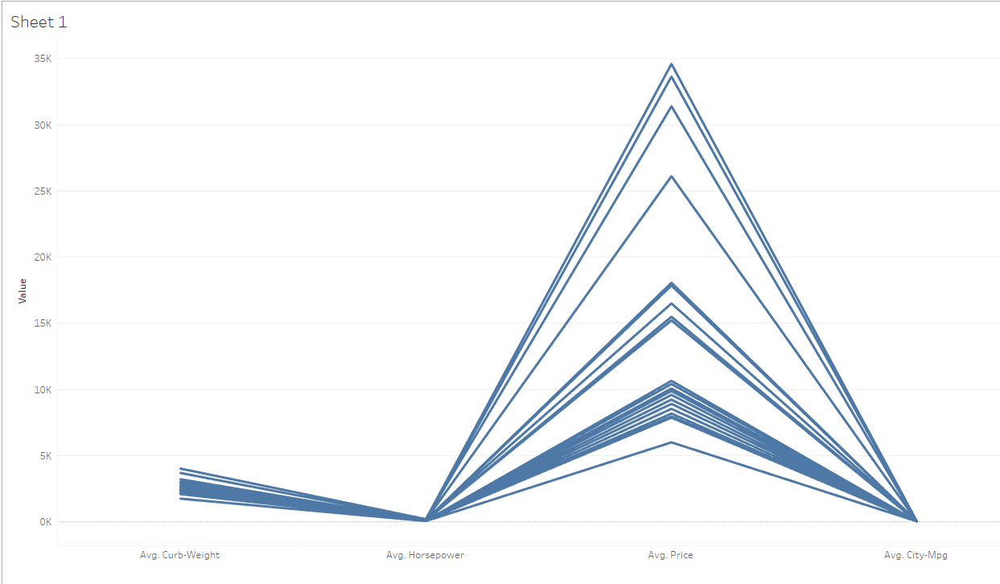 Sheet 1
35K
30K
25K
20K
15K
10K
5K
0K
Value
Avg. Curb-Weight Avg. Horsepower Avg. Price Avg. City-Mpg